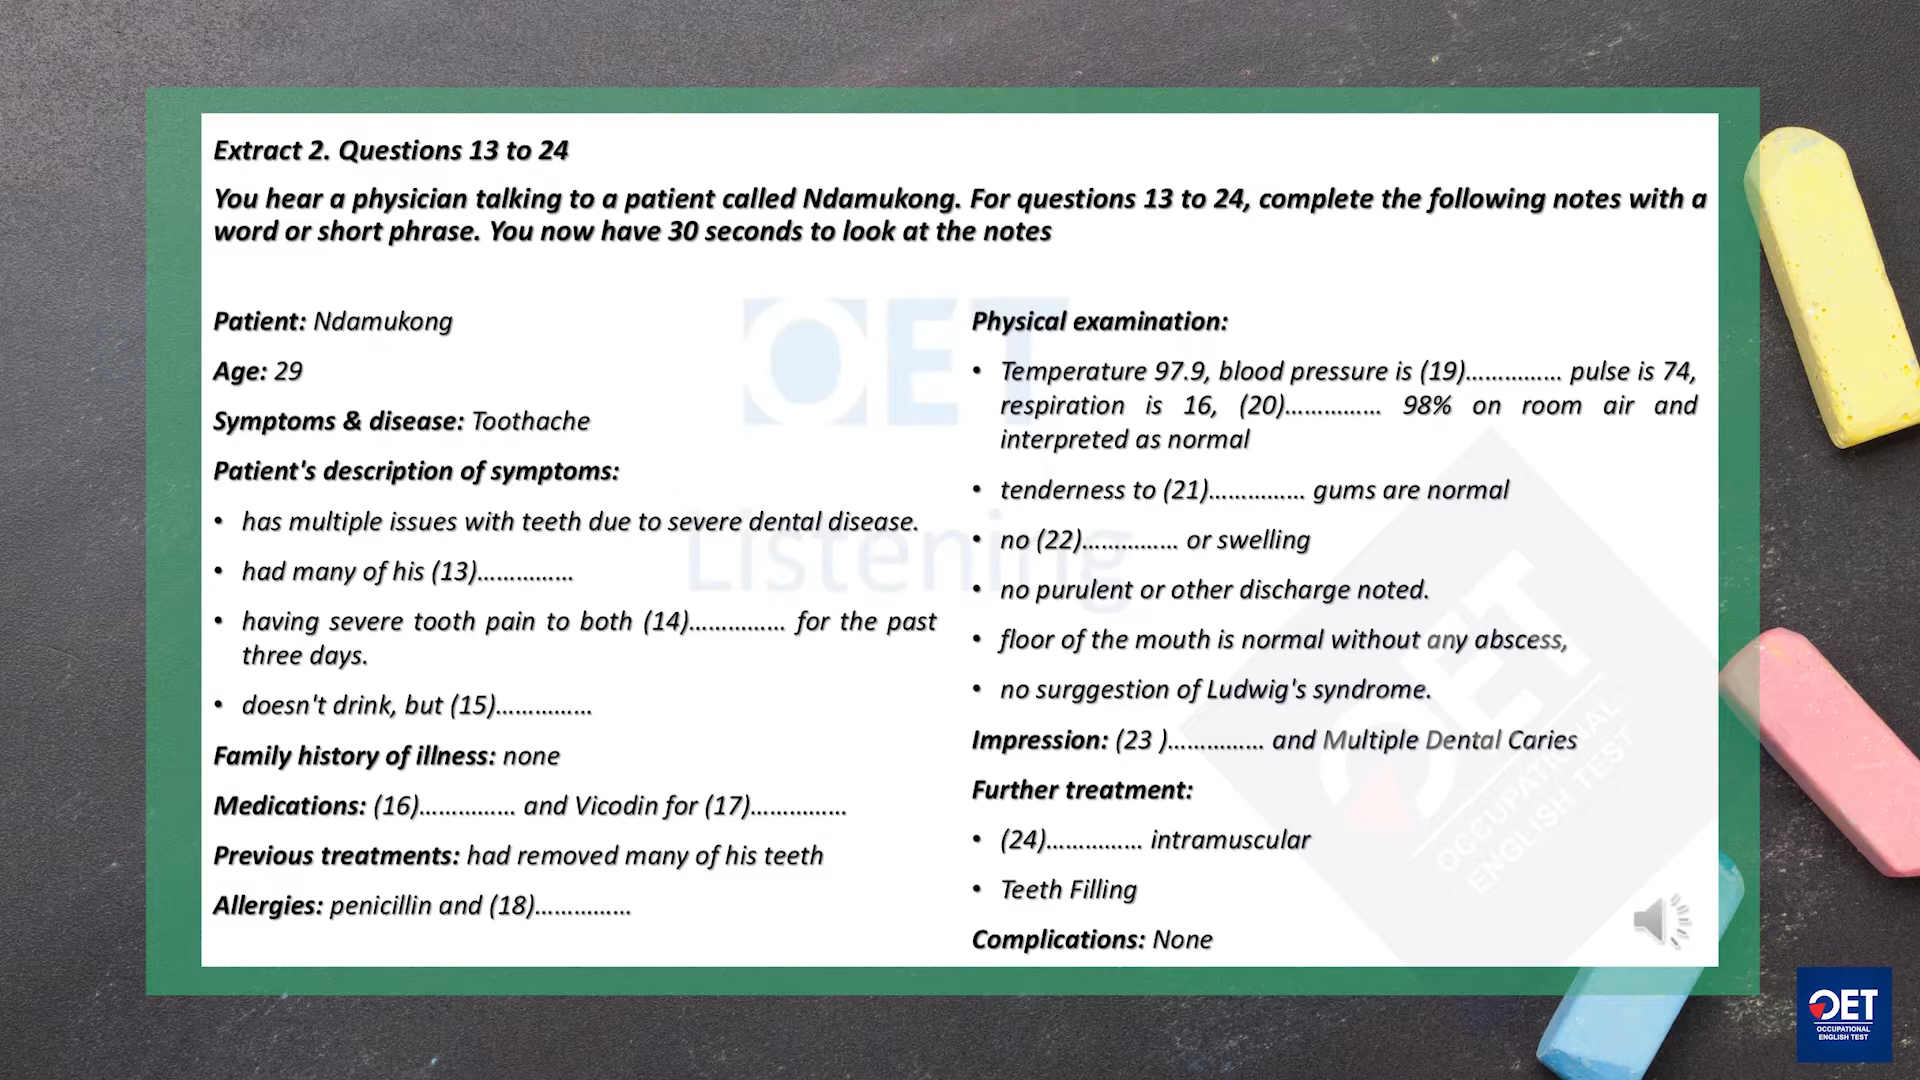 Extract 2. Questions 13 to 24
You hear a physician talking to a patient called Ndamukong. For questions 13 to 24, complete the following notes with a
word or short phrase. You now have 30 seconds to look at the notes
Patient: Ndamukong
Age: 29
Symptoms & disease: Toothache
Patient's description of symptoms:
• has multiple issues with teeth due to severe dental disease.
• had many of his (13)...............
• having severe tooth pain to both (14)............... for the past
three days.
• doesn't drink, but (15)...............
Family history of illness: none
Medications: (16)............... and Vicodin for (17)...............
Previous treatments: had removed many of his teeth
Allergies: penicillin and (18)...............
Physical examination:
• Temperature 97.9, blood pressure is (19)............... pulse is 74,
respiration is 16, (20)............... 98% on room air and
interpreted as normal
• tenderness to (21)............... gums are normal
• no (22)............... or swelling
• no purulent or other discharge noted.
• floor of the mouth is normal without any abscess,
• no surggestion of Ludwig's syndrome.
Impression: (23 )............... and Multiple Dental Caries
Further treatment:
• (24)............... intramuscular
• Teeth Filling
Complications: None
OET
Listening
OET
OCCUPATIONAL
ENGLISH TEST
OET
OCCUPATIONAL
ENGLISH TEST